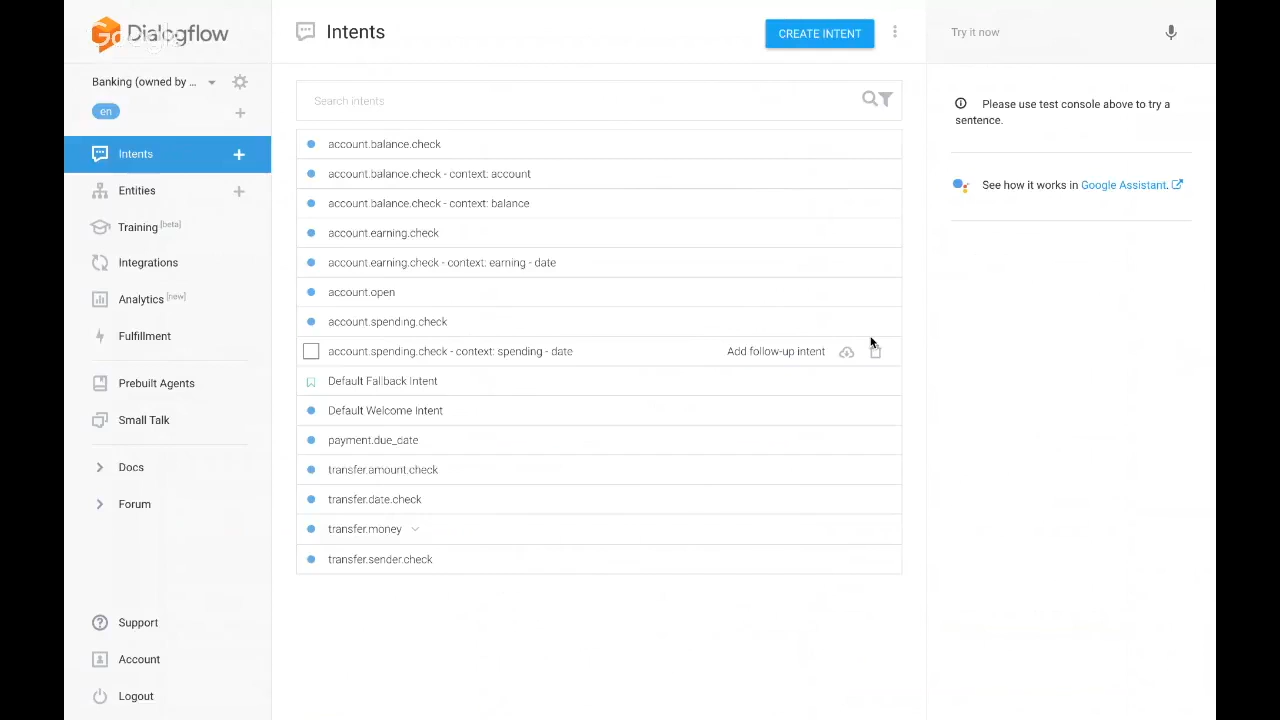 Dialogflow
Google
Intents
CREATE INTENT
Try it now
Banking (owned by ...
en
Search intents
Please use test console above to try a
sentence.
See how it works in Google Assistant.
Intents
Entities
Training [beta]
Integrations
Analytics [new]
Fulfillment
Prebuilt Agents
Small Talk
Docs
Forum
Support
Account
Logout
account.balance.check
account.balance.check - context: account
account.balance.check - context: balance
account.earning.check
account.earning.check - context: earning - date
account.open
account.spending.check
account.spending.check - context: spending - date
Add follow-up intent
Default Fallback Intent
Default Welcome Intent
payment.due_date
transfer.amount.check
transfer.date.check
transfer.money
transfer.sender.check